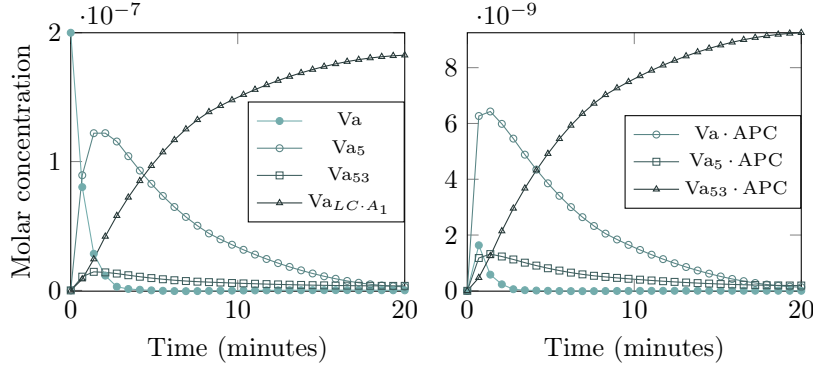 ·10⁻⁷
2
1
0
0
10
20
Time (minutes)
Molar concentration
Va
Va₅
Va₅₃
Va_{LC·A₁}
·10⁻⁹
8
6
4
2
0
0
10
20
Time (minutes)
Va · APC
Va₅ · APC
Va₅₃ · APC